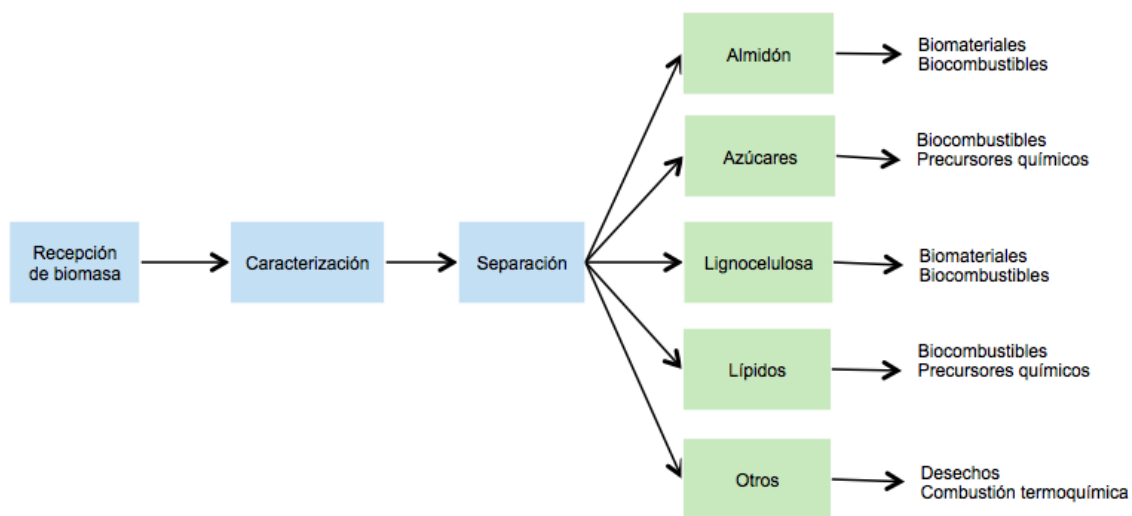 Recepción
de biomasa
Caracterización
Separación
Almidón
Biomateriales
Biocombustibles
Azúcares
Biocombustibles
Precursores químicos
Lignocelulosa
Biomateriales
Biocombustibles
Lípidos
Biocombustibles
Precursores químicos
Otros
Desechos
Combustión termoquímica